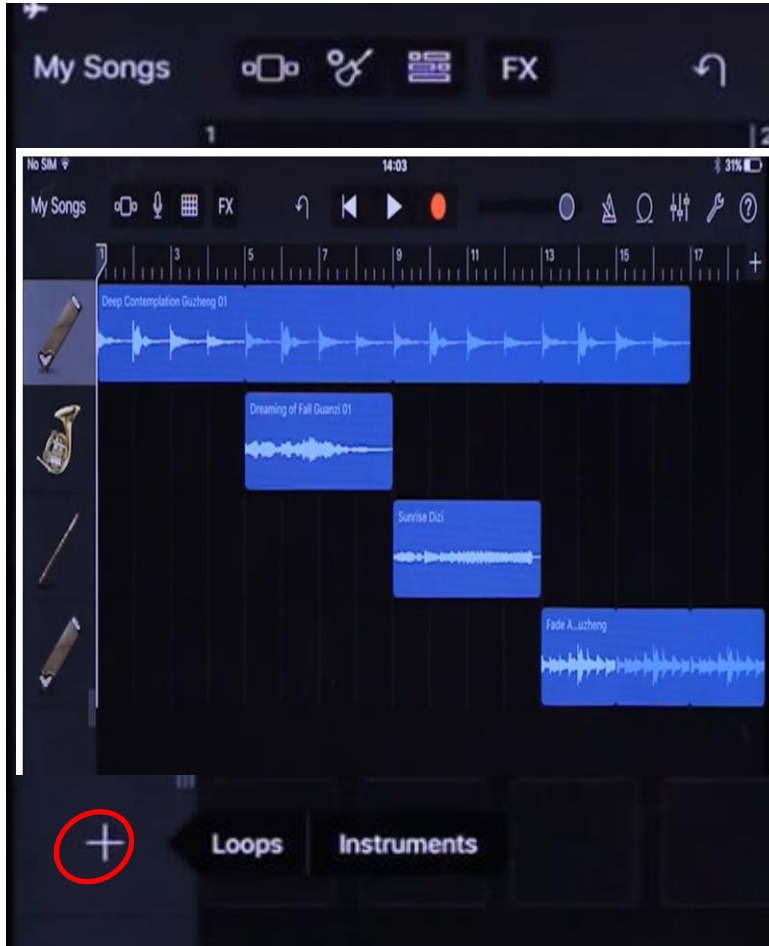 My Songs FX
1 2
No SIM 14:03 31%
My Songs FX ?
1 3 5 7 9 11 13 15 17 +
Deep Contemplation Guzheng 01
Dreaming of Fall Guanzi 01
Sunrise Dizi
Fade A...uzheng
+ Loops Instruments